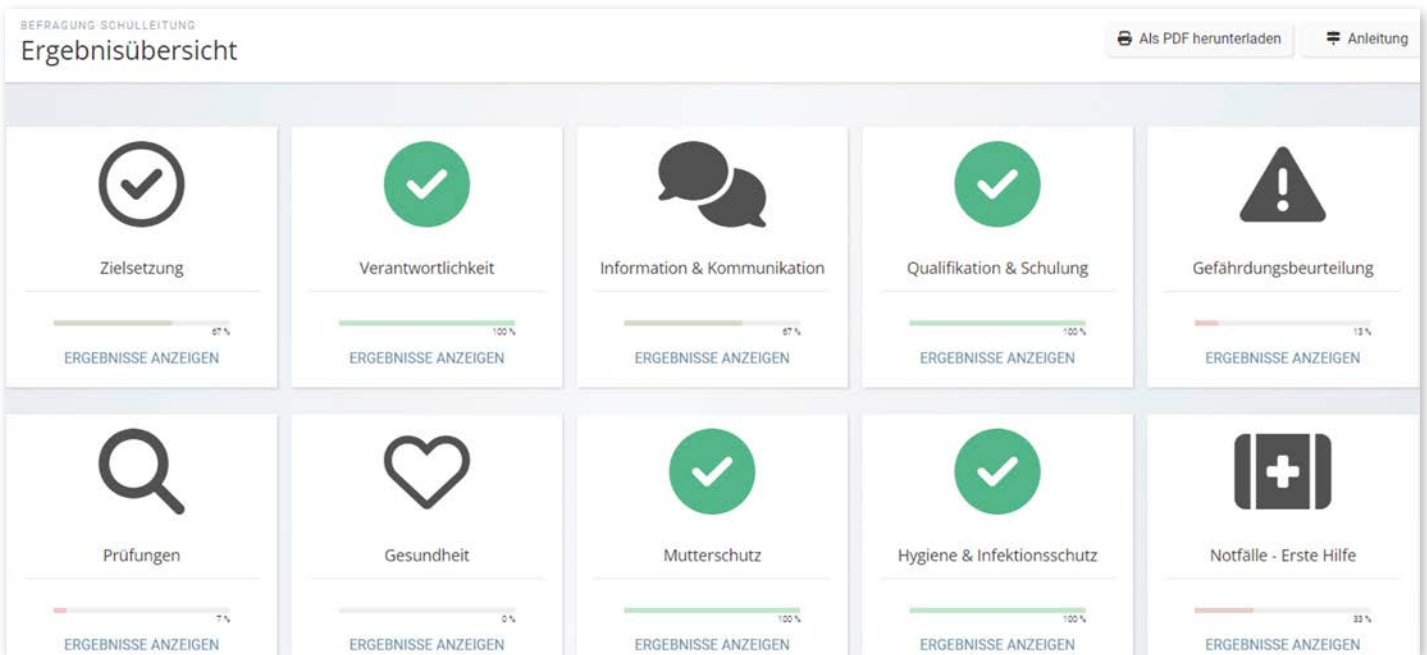 BEFRAGUNG SCHULLEITUNG
Ergebnisübersicht
Als PDF herunterladen
Anleitung
Zielsetzung
67 %
ERGEBNISSE ANZEIGEN
Verantwortlichkeit
100 %
ERGEBNISSE ANZEIGEN
Information & Kommunikation
67 %
ERGEBNISSE ANZEIGEN
Qualifikation & Schulung
100 %
ERGEBNISSE ANZEIGEN
Gefährdungsbeurteilung
13 %
ERGEBNISSE ANZEIGEN
Prüfungen
7 %
ERGEBNISSE ANZEIGEN
Gesundheit
0 %
ERGEBNISSE ANZEIGEN
Mutterschutz
100 %
ERGEBNISSE ANZEIGEN
Hygiene & Infektionsschutz
100 %
ERGEBNISSE ANZEIGEN
Notfälle - Erste Hilfe
33 %
ERGEBNISSE ANZEIGEN